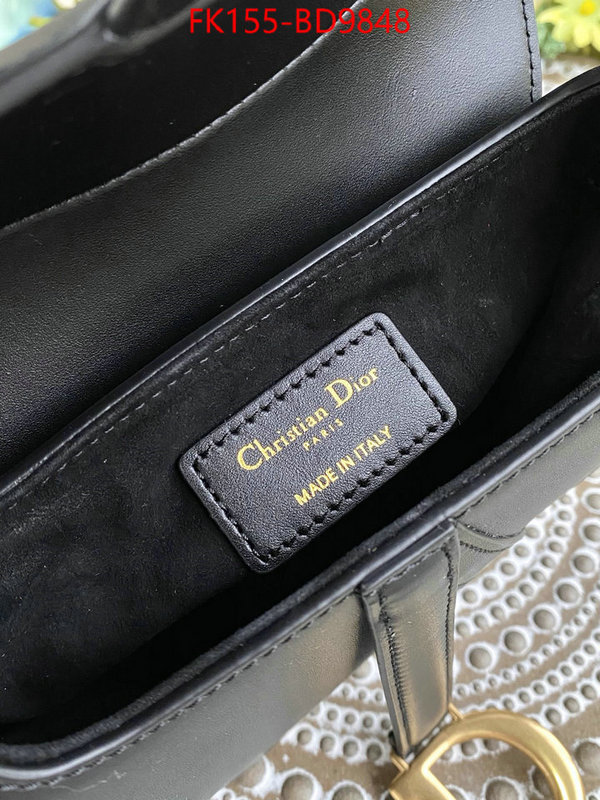 FK155-BD9848
Christian Dior
PARIS
MADE IN ITALY